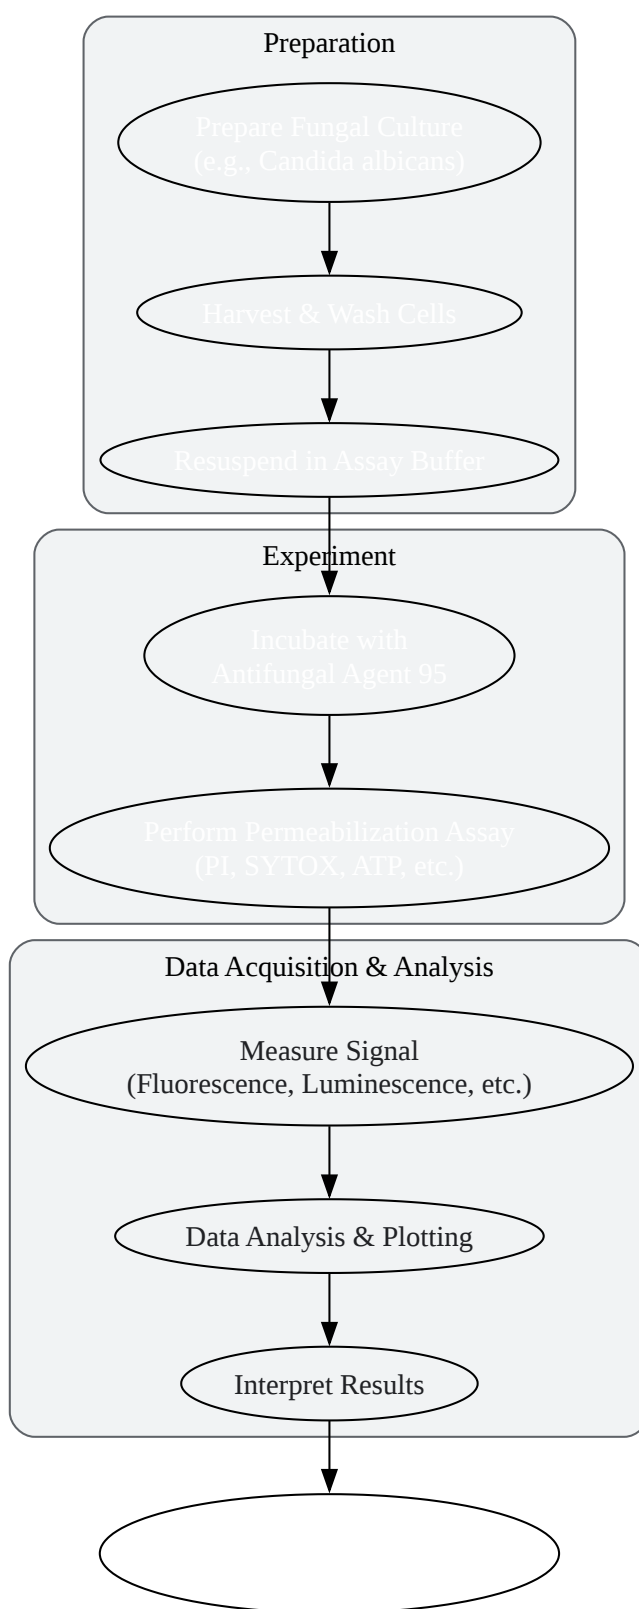 Preparation
Prepare Fungal Culture
(e.g., Candida albicans)
Harvest & Wash Cells
Resuspend in Assay Buffer
Experiment
Incubate with
Antifungal Agent 95
Perform Permeabilization Assay
(PI, SYTOX, ATP, etc.)
Data Acquisition & Analysis
Measure Signal
(Fluorescence, Luminescence, etc.)
Data Analysis & Plotting
Interpret Results